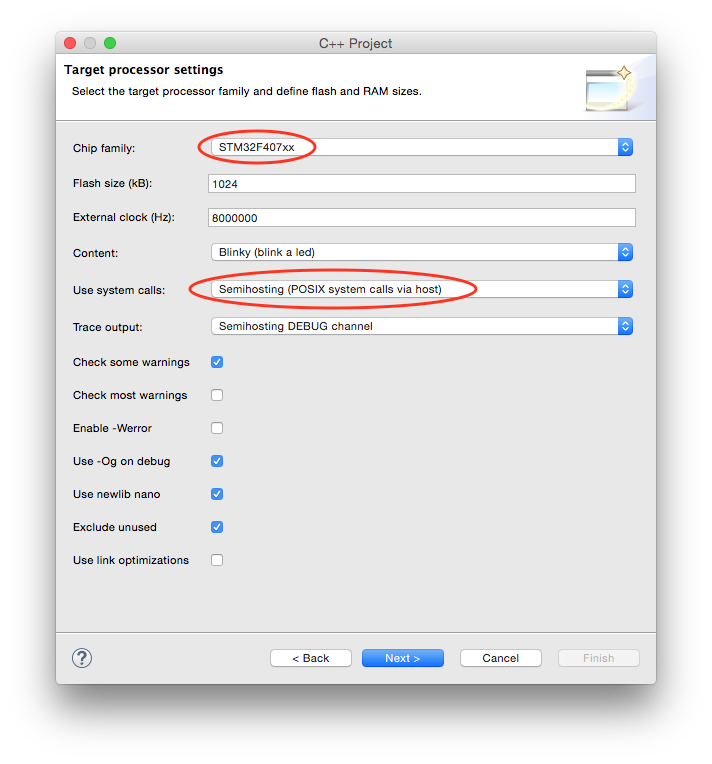 C++ Project
Target processor settings
Select the target processor family and define flash and RAM sizes.
Chip family: STM32F407xx
Flash size (kB): 1024
External clock (Hz): 8000000
Content: Blinky (blink a led)
Use system calls: Semihosting (POSIX system calls via host)
Trace output: Semihosting DEBUG channel
Check some warnings
Check most warnings
Enable -Werror
Use -Og on debug
Use newlib nano
Exclude unused
Use link optimizations
? < Back Next > Cancel Finish